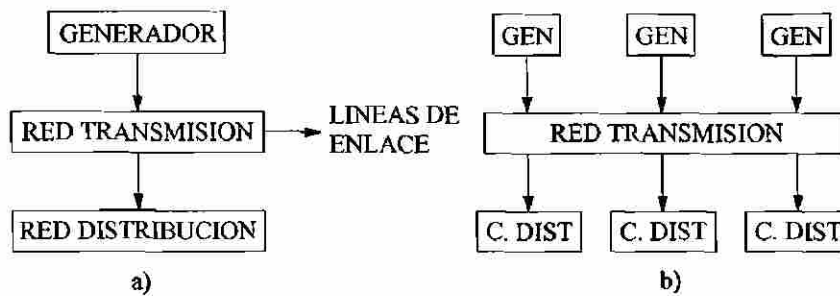 GENERADOR
RED TRANSMISION
LINEAS DE
ENLACE
RED DISTRIBUCION
a)
GEN GEN GEN
RED TRANSMISION
C. DIST C. DIST C. DIST
b)